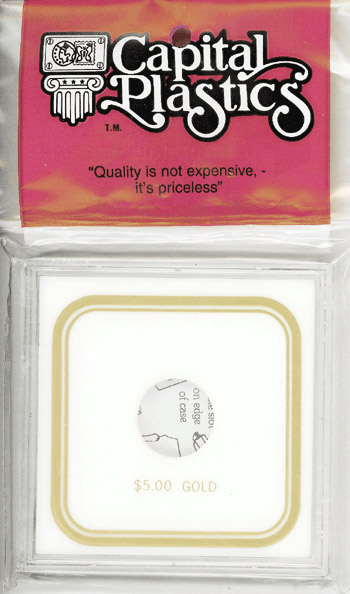 Capital
Plastics
T.M.
"Quality is not expensive, -
it's priceless"
on edge
of case
$5.00 GOLD